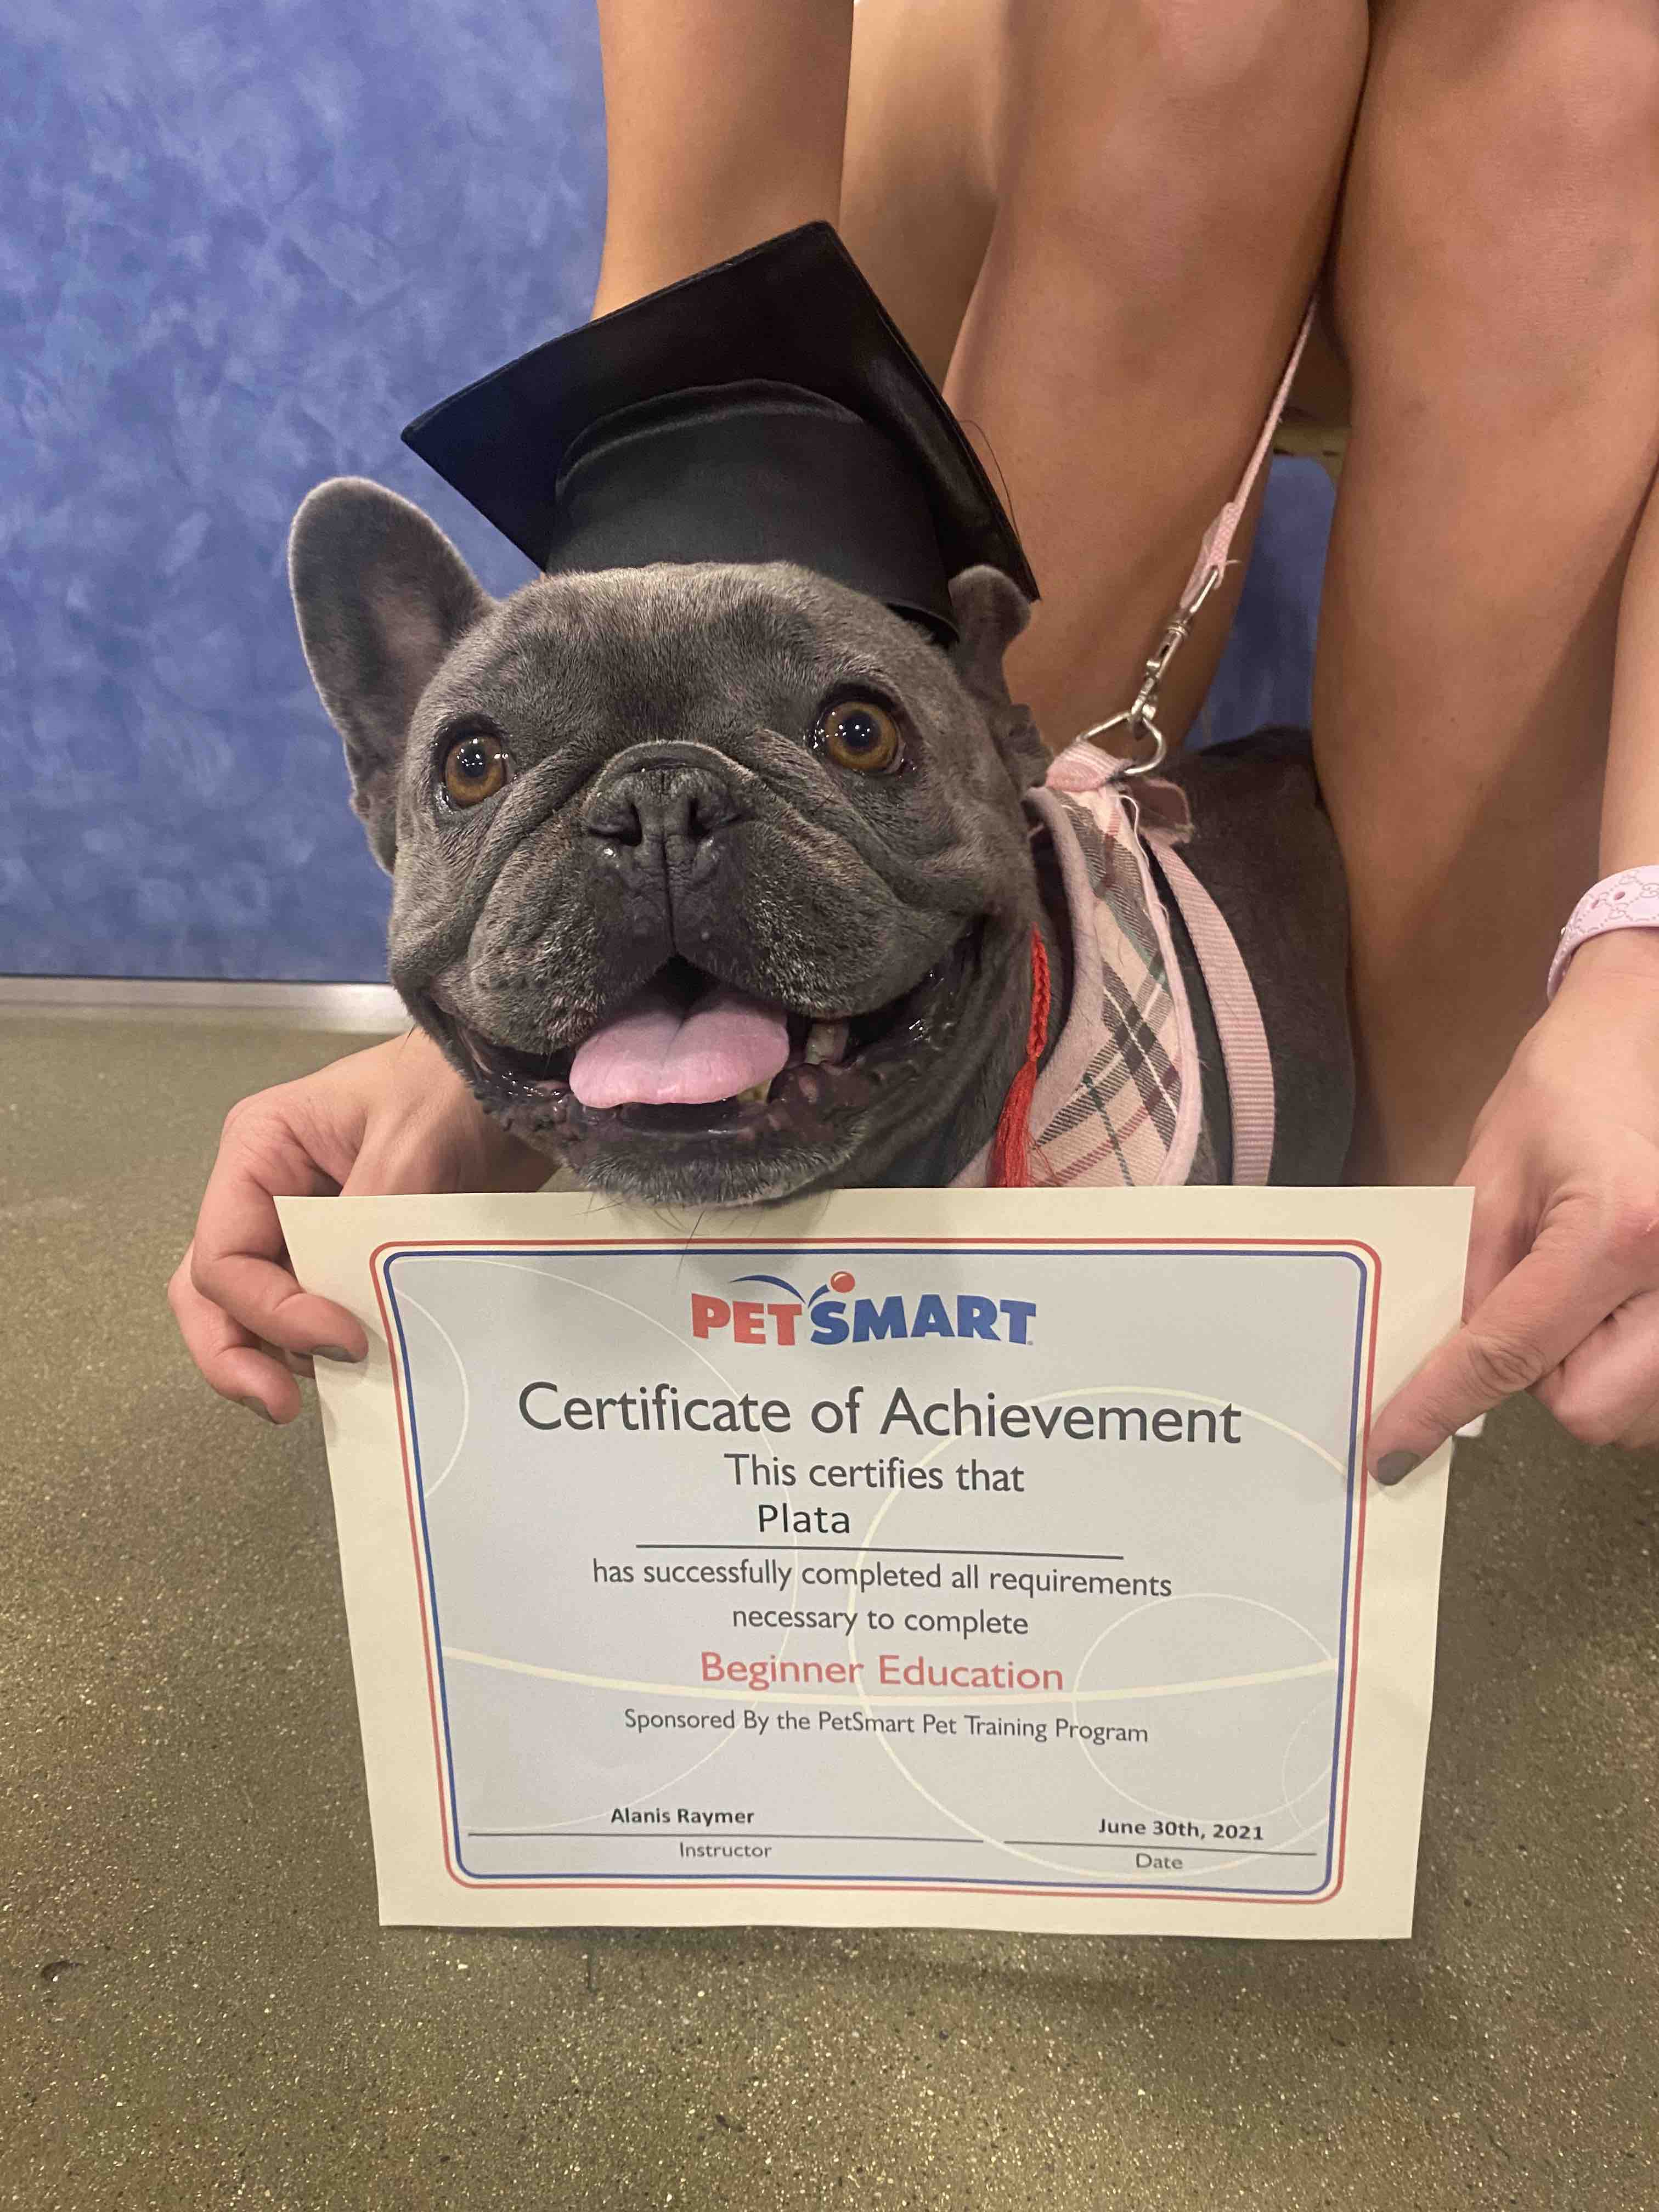 PETSMART
Certificate of Achievement
This certifies that
Plata
has successfully completed all requirements
necessary to complete
Beginner Education
Sponsored By the PetSmart Pet Training Program
Alanis Raymer
Instructor
June 30th, 2021
Date